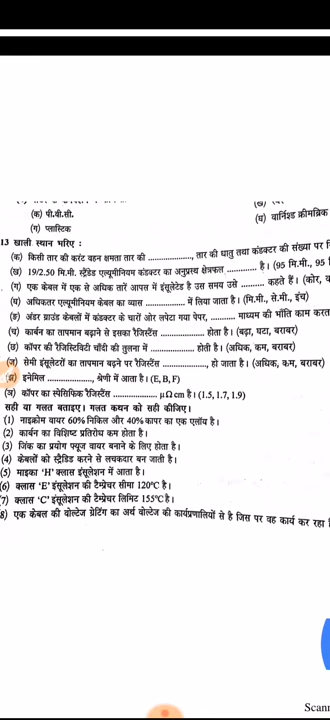 (क) पी.वी.सी.
(ग) प्लास्टिक
(घ) वार्निश्ड क्रीमब्रिक
13 खाली स्थान भरिए :
(क) किसी तार की करंट वहन क्षमता तार की ...................., तार की धातु तथा कंडक्टर की संख्या पर
(ख) 19/2.50 मि.मी. स्ट्रैंडेड एल्यूमीनियम कंडक्टर का अनुप्रस्थ क्षेत्रफल ............. है। (95 मि.मी., 95
(ग) एक केबल में एक से अधिक तारें आपस में इंसूलेटेड है उस समय उसे .......... कहते हैं। (कोर,
(घ) अधिकतर एल्यूमीनियम केबल का व्यास .................. में लिया जाता है। (मि.मी., से.मी., इंच)
(ङ) अंडर ग्राउंड केबलों में कंडक्टर के चारों ओर लपेटा गया पेपर, ........... माध्यम की भाँति काम करत
(च) कार्बन का तापमान बढ़ाने से इसका रैजिस्टैंस .................... होता है। (बढ़ा, घटा, बराबर)
(छ) कॉपर की रैजिस्टिविटी चाँदी की तुलना में .................... होती है। (अधिक, कम, बराबर)
(ज) सेमी इंसूलेटरों का तापमान बढ़ने पर रैजिस्टैंस ...................., हो जाता है। (अधिक, कम, बराबर)
(झ) इनेमिल ...................., श्रेणी में आता है। (E, B, F)
(ञ) कॉपर का स्पेसिफिक रैजिस्टैंस .................... μΩ cm है। (1.5, 1.7, 1.9)
सही या गलत बताइए। गलत कथन को सही कीजिए।
(1) नाइक्रोम वायर 60% निकिल और 40% कापर का एक एलॉय है।
(2) कार्बन का विशिष्ट प्रतिरोध कम होता है।
(3) जिंक का प्रयोग फ्यूज वायर बनाने के लिए होता है।
(4) केबलों को स्ट्रैंडिड करने से लचकदार बन जाती है।
(5) माइका 'H' क्लास इंसूलेशन में आता है।
(6) क्लास 'E' इंसूलेशन की टैम्प्रेचर सीमा 120°C है।
(7) क्लास 'C' इंसूलेशन की टैम्प्रेचर लिमिट 155°C है।
8) एक केबल की वोल्टेज ग्रेटिंग का अर्थ वोल्टेज की कार्यप्रणालियों से है जिस पर वह कार्य कर रहा
Scann